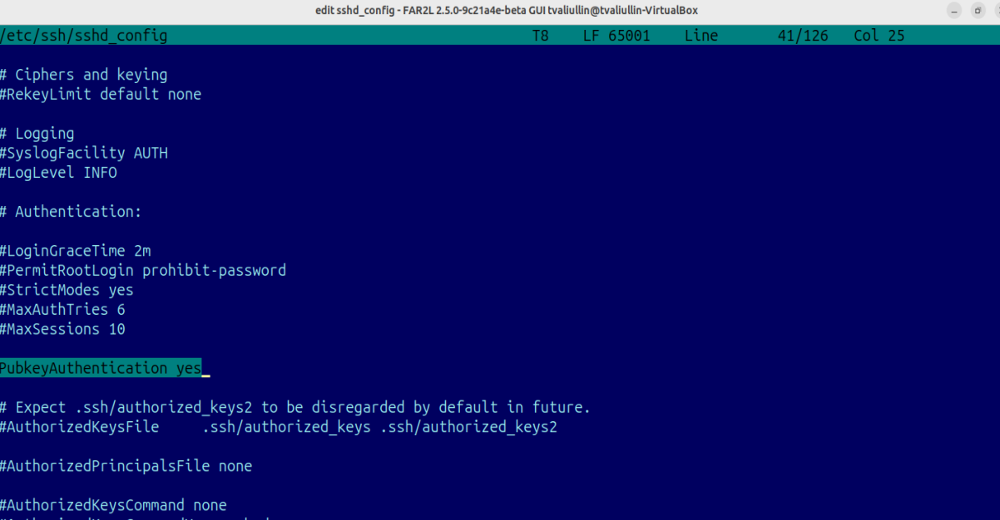 edit sshd_config - FAR2L 2.5.0-9c21a4e-beta GUI tvaliullin@tvaliullin-VirtualBox
/etc/ssh/sshd_config T8 LF 65001 Line 41/126 Col 25
# Ciphers and keying
#RekeyLimit default none
# Logging
#SyslogFacility AUTH
#LogLevel INFO
# Authentication:
#LoginGraceTime 2m
#PermitRootLogin prohibit-password
#StrictModes yes
#MaxAuthTries 6
#MaxSessions 10
PubkeyAuthentication yes
# Expect .ssh/authorized_keys2 to be disregarded by default in future.
#AuthorizedKeysFile .ssh/authorized_keys .ssh/authorized_keys2
#AuthorizedPrincipalsFile none
#AuthorizedKeysCommand none